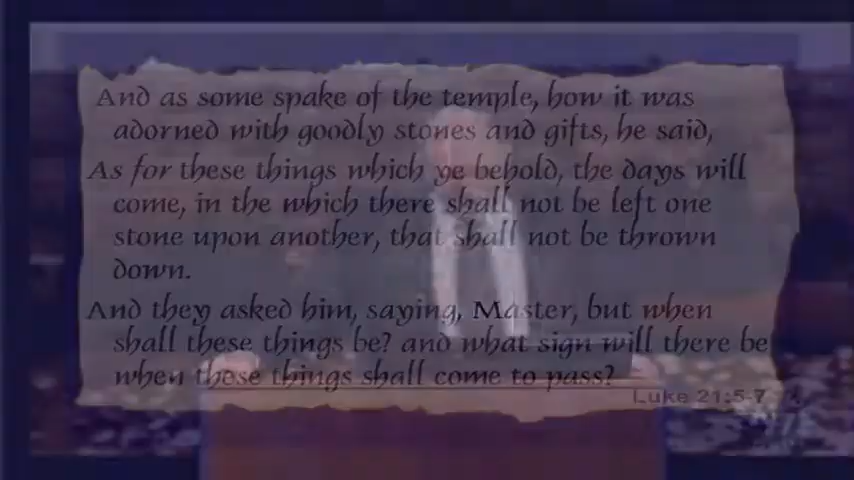 And as some spake of the temple, how it was
adorned with goodly stones and gifts, he said,
As for these things which ye behold, the days will
come, in the which there shall not be left one
stone upon another, that shall not be thrown
down.
And they asked him, saying, Master, but when
shall these things be? and what sign will there be
when these things shall come to pass?
Luke 21:5-7